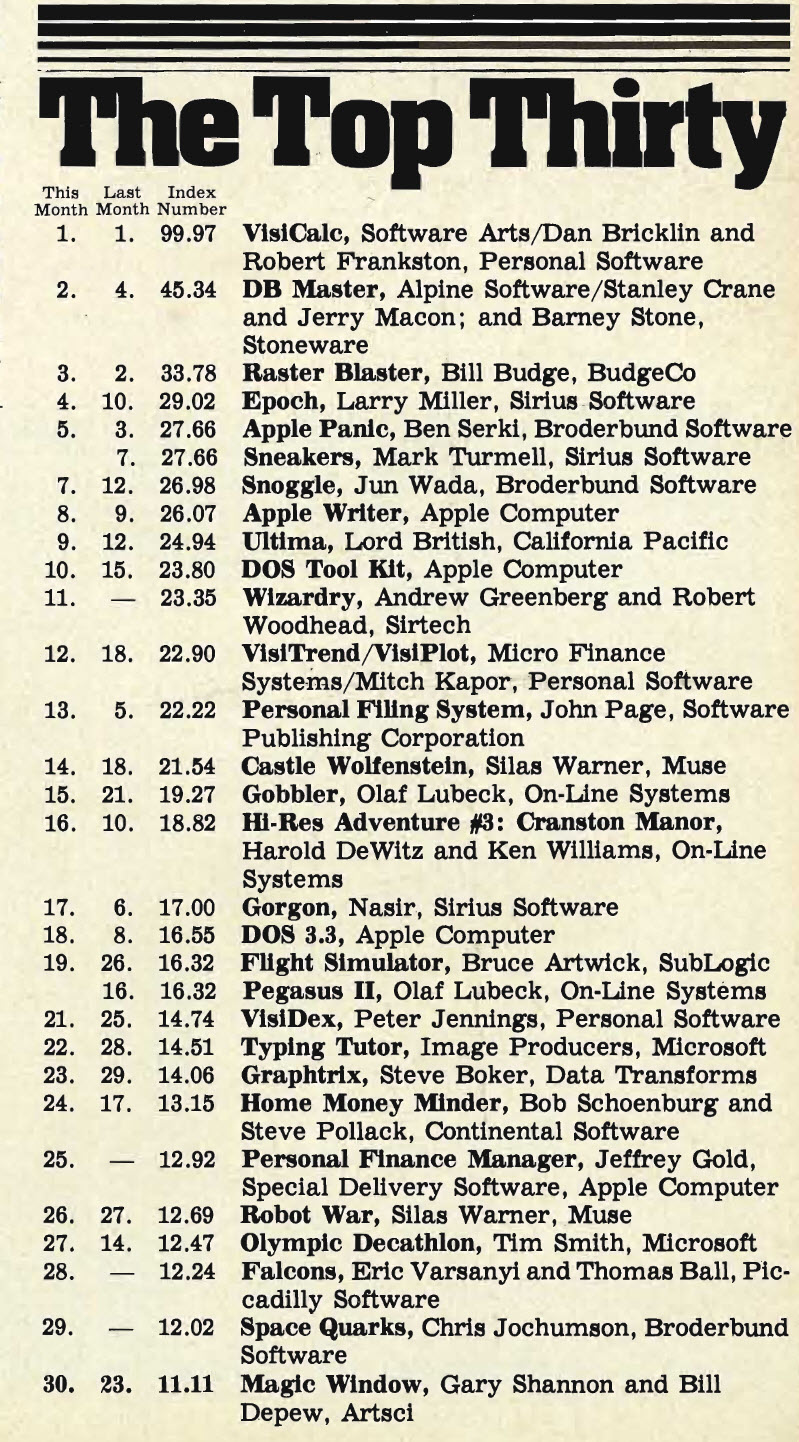 The Top Thirty
This Last Index
Month Month Number
1. 1. 99.97 VisiCalc, Software Arts/Dan Bricklin and
Robert Frankston, Personal Software
2. 4. 45.34 DB Master, Alpine Software/Stanley Crane
and Jerry Macon; and Barney Stone,
Stoneware
3. 2. 33.78 Raster Blaster, Bill Budge, BudgeCo
4. 10. 29.02 Epoch, Larry Miller, Sirius Software
5. 3. 27.66 Apple Panic, Ben Serki, Broderbund Software
7. 27.66 Sneakers, Mark Turmell, Sirius Software
7. 12. 26.98 Snoggle, Jun Wada, Broderbund Software
8. 9. 26.07 Apple Writer, Apple Computer
9. 12. 24.94 Ultima, Lord British, California Pacific
10. 15. 23.80 DOS Tool Kit, Apple Computer
11. — 23.35 Wizardry, Andrew Greenberg and Robert
Woodhead, Sirtech
12. 18. 22.90 VisiTrend/VisiPlot, Micro Finance
Systems/Mitch Kapor, Personal Software
13. 5. 22.22 Personal Filing System, John Page, Software
Publishing Corporation
14. 18. 21.54 Castle Wolfenstein, Silas Warner, Muse
15. 21. 19.27 Gobbler, Olaf Lubeck, On-Line Systems
16. 10. 18.82 Hi-Res Adventure #3: Cranston Manor,
Harold DeWitz and Ken Williams, On-Line
Systems
17. 6. 17.00 Gorgon, Nasir, Sirius Software
18. 8. 16.55 DOS 3.3, Apple Computer
19. 26. 16.32 Flight Simulator, Bruce Artwick, SubLogic
16. 16.32 Pegasus II, Olaf Lubeck, On-Line Systems
21. 25. 14.74 VisiDex, Peter Jennings, Personal Software
22. 28. 14.51 Typing Tutor, Image Producers, Microsoft
23. 29. 14.06 Graphtrix, Steve Boker, Data Transforms
24. 17. 13.15 Home Money Minder, Bob Schoenburg and
Steve Pollack, Continental Software
25. — 12.92 Personal Finance Manager, Jeffrey Gold,
Special Delivery Software, Apple Computer
26. 27. 12.69 Robot War, Silas Warner, Muse
27. 14. 12.47 Olympic Decathlon, Tim Smith, Microsoft
28. — 12.24 Falcons, Eric Varsanyi and Thomas Ball, Pic-
cadilly Software
29. — 12.02 Space Quarks, Chris Jochumson, Broderbund
Software
30. 23. 11.11 Magic Window, Gary Shannon and Bill
Depew, Artsci